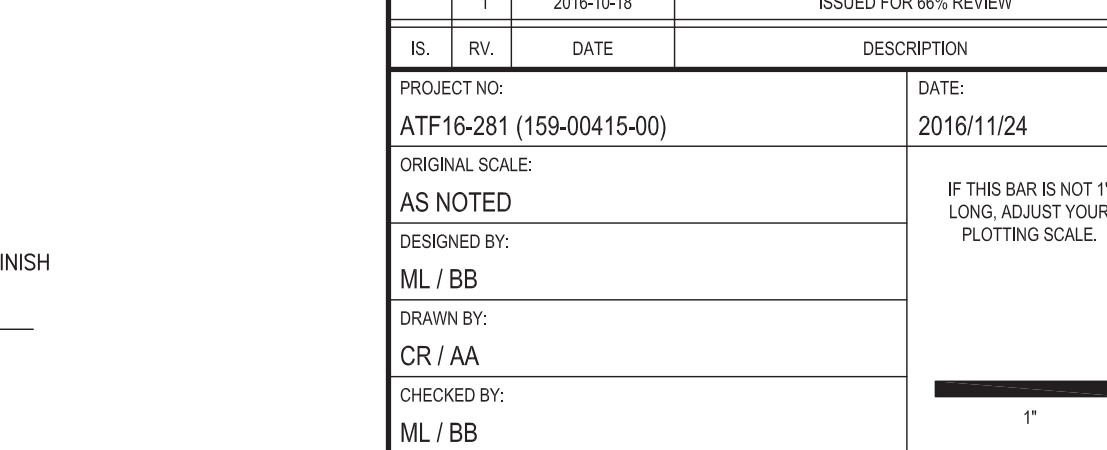 1 2016-10-18 ISSUED FOR 66% REVIEW
IS. RV. DATE DESCRIPTION
PROJECT NO:
ATF16-281 (159-00415-00)
DATE:
2016/11/24
ORIGINAL SCALE:
AS NOTED
IF THIS BAR IS NOT 1"
LONG, ADJUST YOUR
PLOTTING SCALE.
DESIGNED BY:
ML / BB
INISH
DRAWN BY:
CR / AA
CHECKED BY:
ML / BB
1"